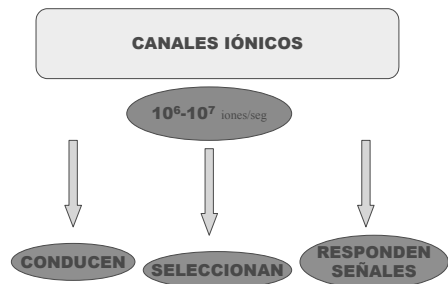 CANALES IÓNICOS
10⁶-10⁷ iones/seg
CONDUCEN
SELECCIONAN
RESPONDEN
SEÑALES